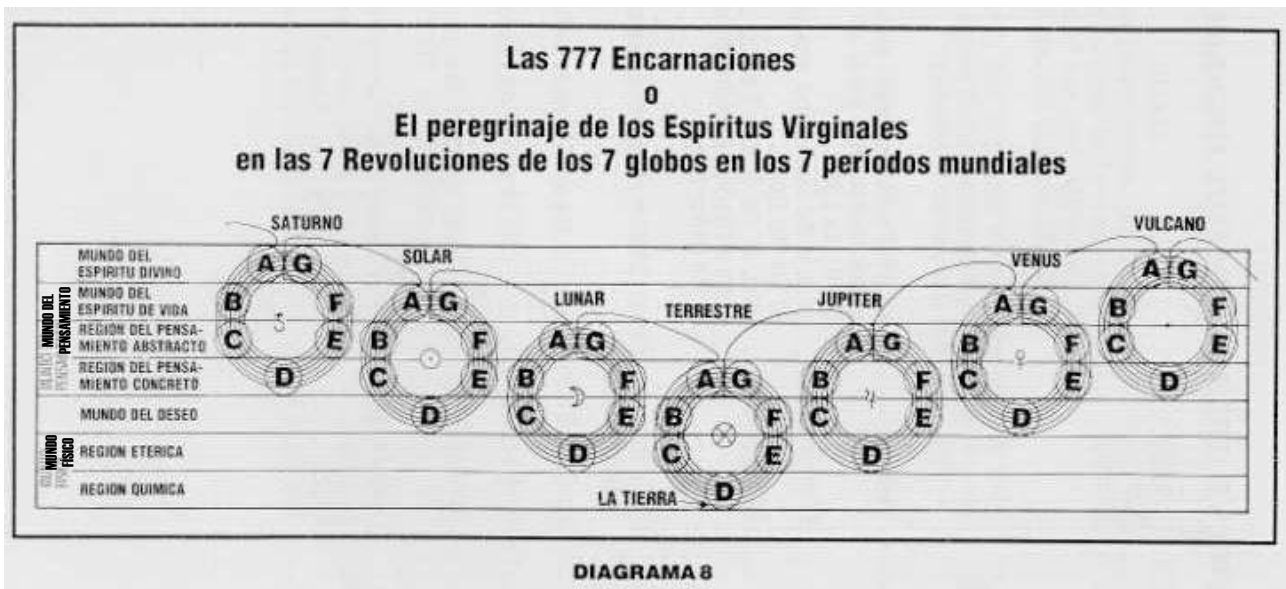 Las 777 Encarnaciones
O
El peregrinaje de los Espíritus Virginales
en las 7 Revoluciones de los 7 globos en los 7 períodos mundiales
SATURNO
SOLAR
LUNAR
TERRESTRE
JUPITER
VENUS
VULCANO
MUNDO DEL
ESPIRITU DIVINO
MUNDO DEL
ESPIRITU DE VIDA
REGION DEL PENSA-
MIENTO ABSTRACTO
REGION DEL PENSA-
MIENTO CONCRETO
MUNDO DEL DESEO
REGION ETERICA
REGION QUIMICA
MUNDO DEL
PENSAMIENTO
MUNDO
FÍSICO
A G
B F
C E
D
A G
B F
C E
D
A G
B F
C E
D
A G
B F
C E
D
A G
B F
C E
D
A G
B F
C E
D
A G
B F
C E
D
LA TIERRA
DIAGRAMA 8